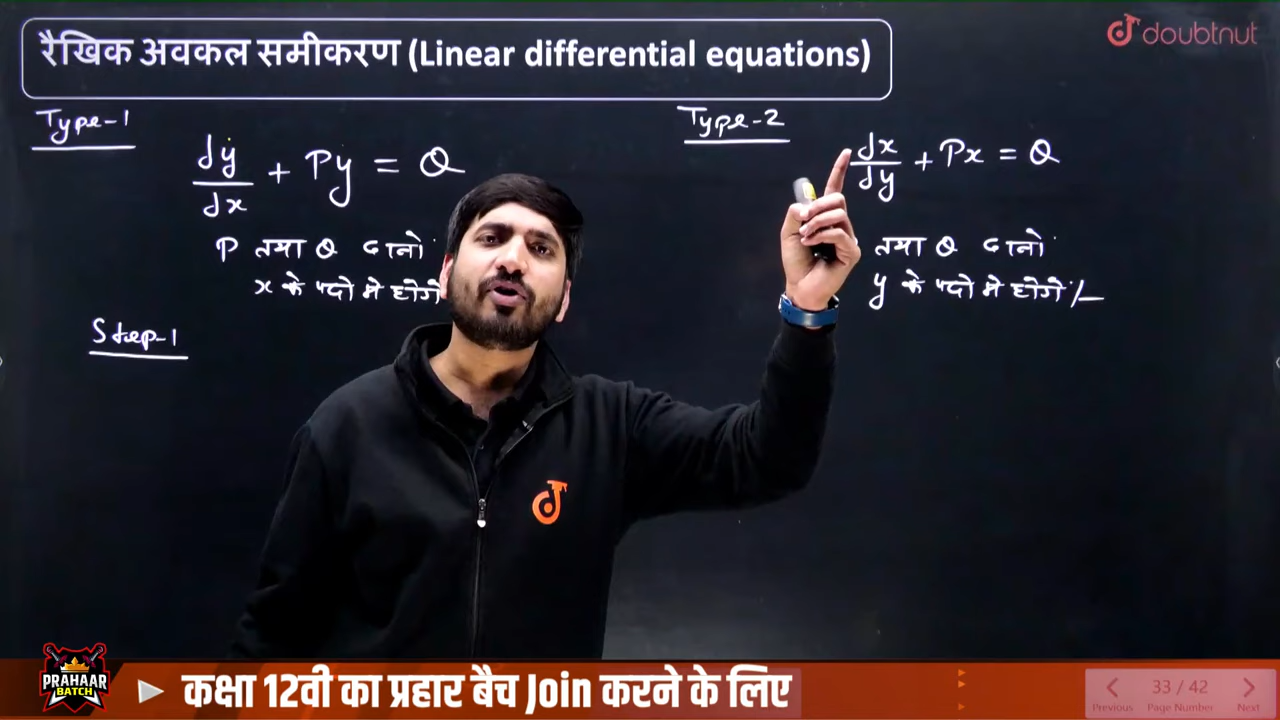 रैखिक अवकल समीकरण (Linear differential equations)
doubtnut
Type-1
dy/dx + Py = Q
P तथा Q दोनों
x के पदो मे होंगे
Step-1
Type-2
dx/dy + Px = Q
तथा Q दोनों
y के पदो मे होंगे
PRAHAAR
BATCH
कक्षा 12वी का प्रहार बैच Join करने के लिए
33 / 42
Previous Page Number Next